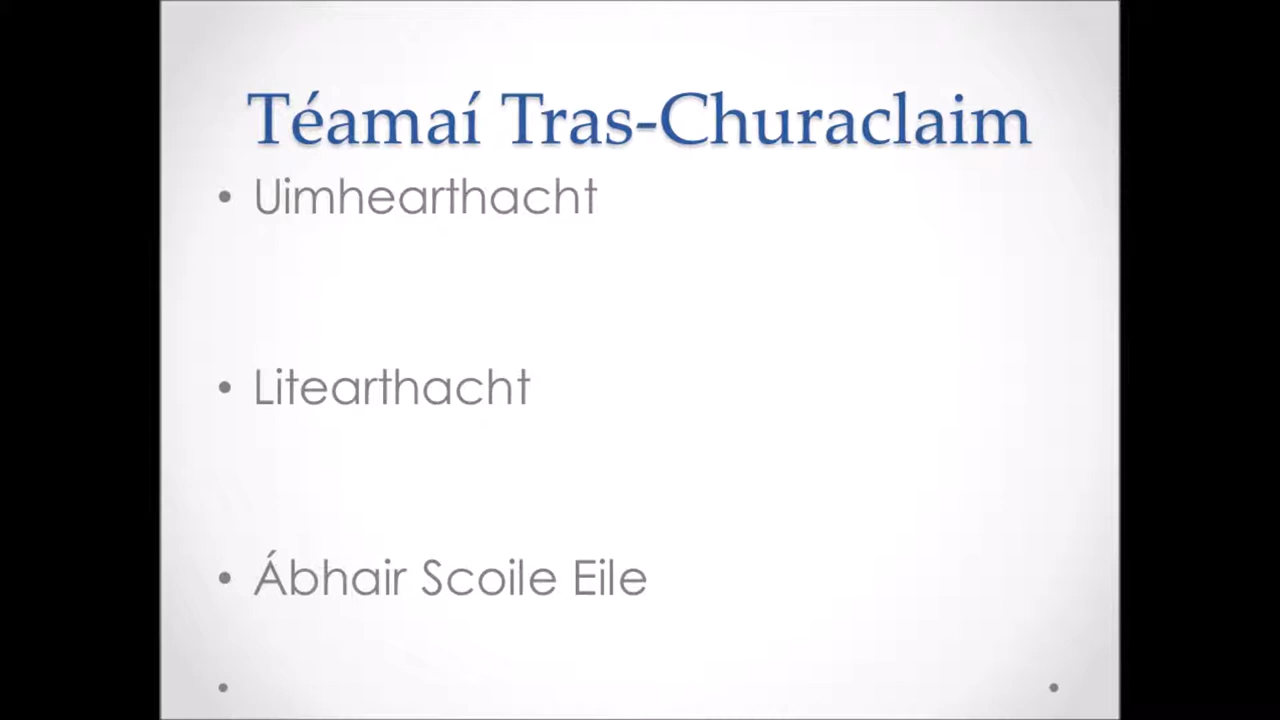 Téamaí Tras-Churaclaim
• Uimhearthacht
• Litearthacht
• Ábhair Scoile Eile